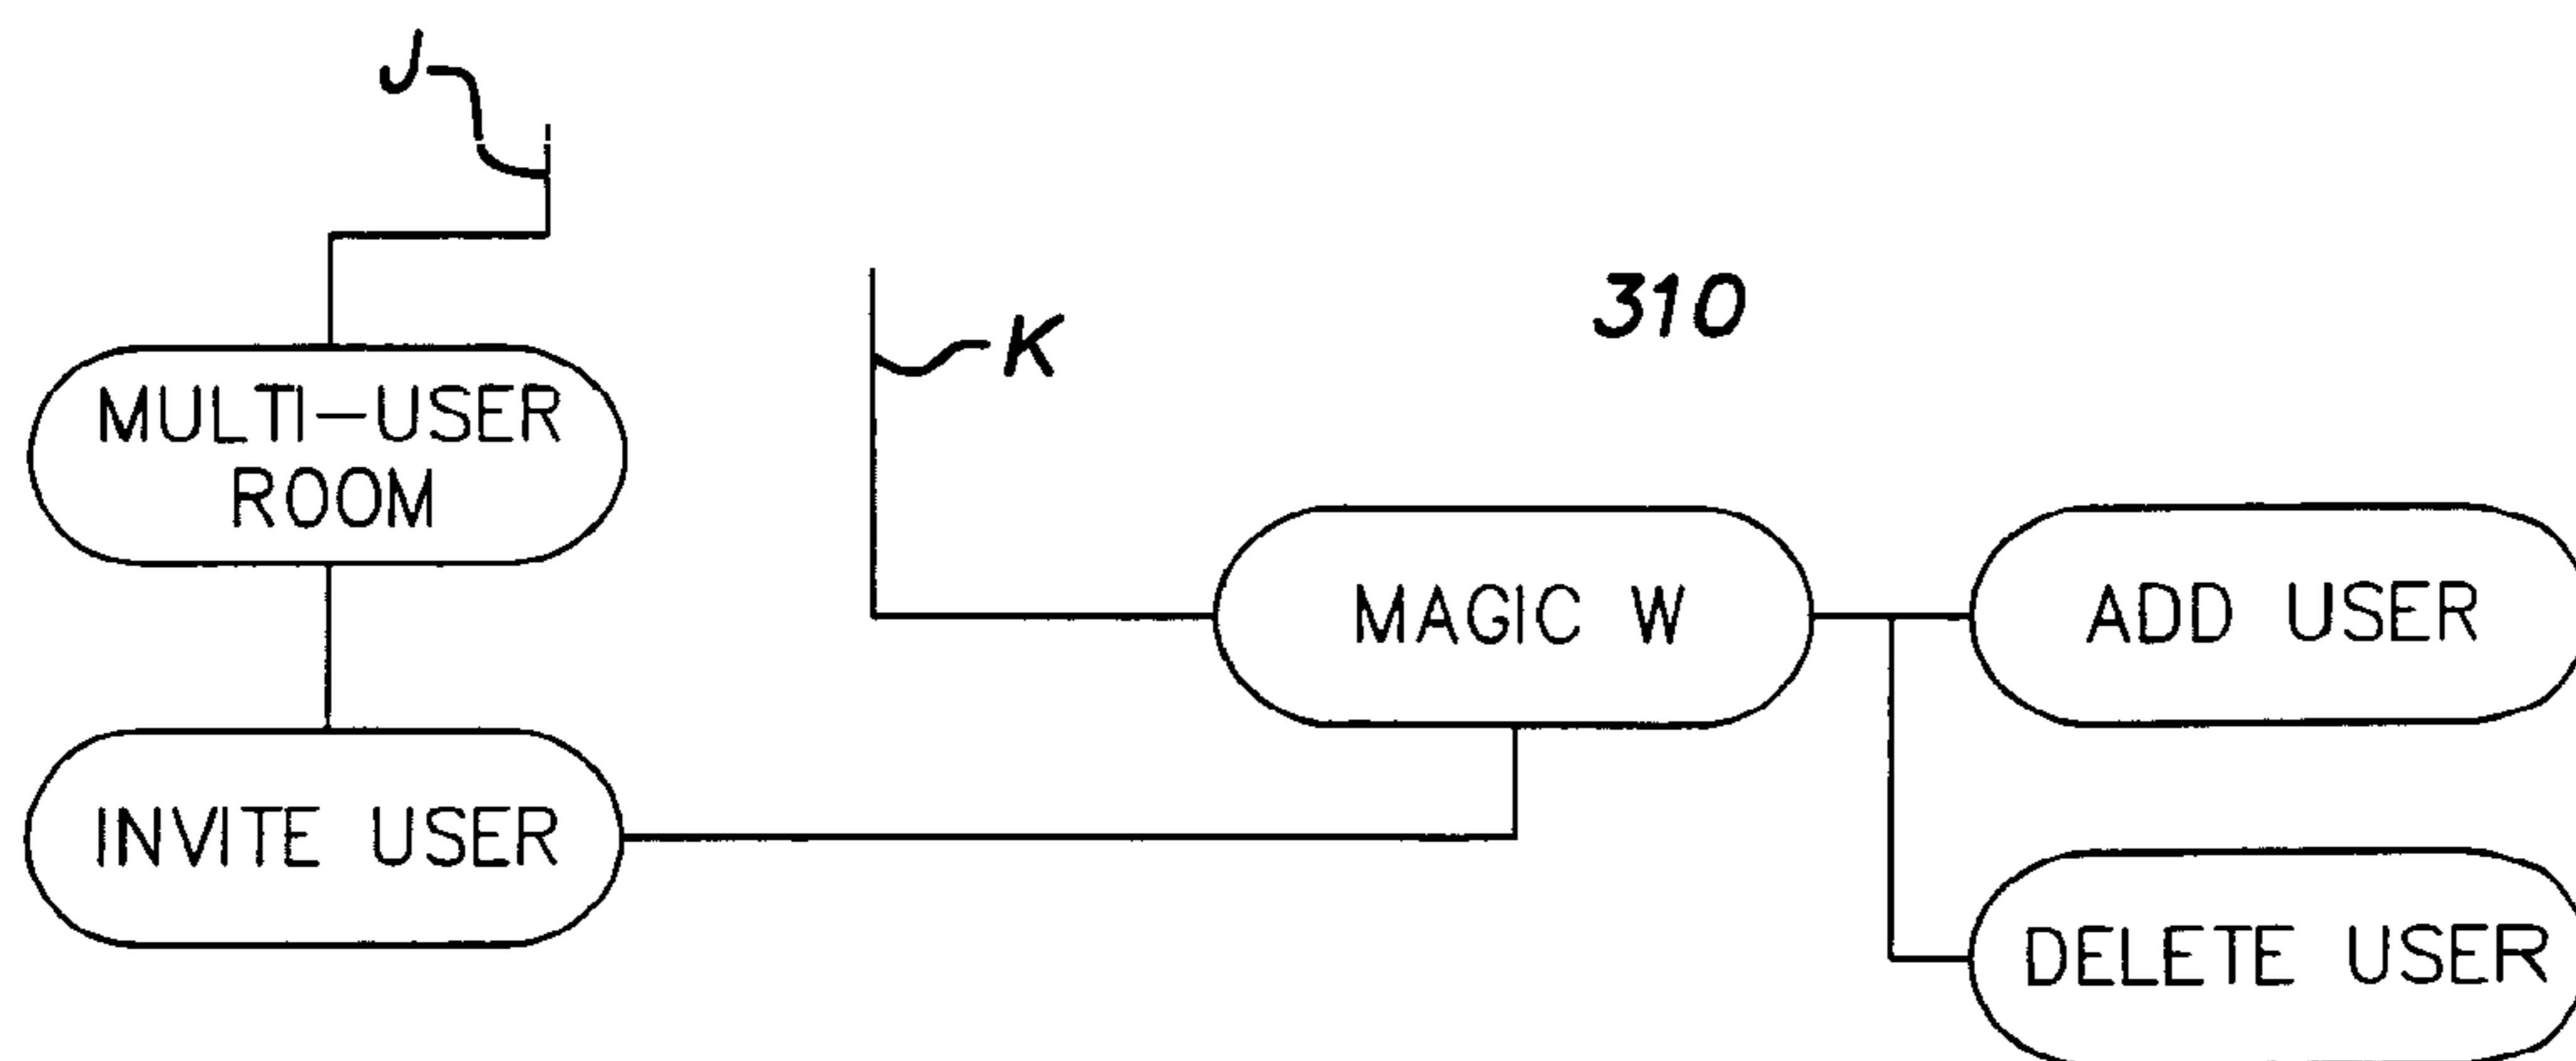 J
K
310
MULTI-USER
ROOM
MAGIC W
ADD USER
INVITE USER
DELETE USER